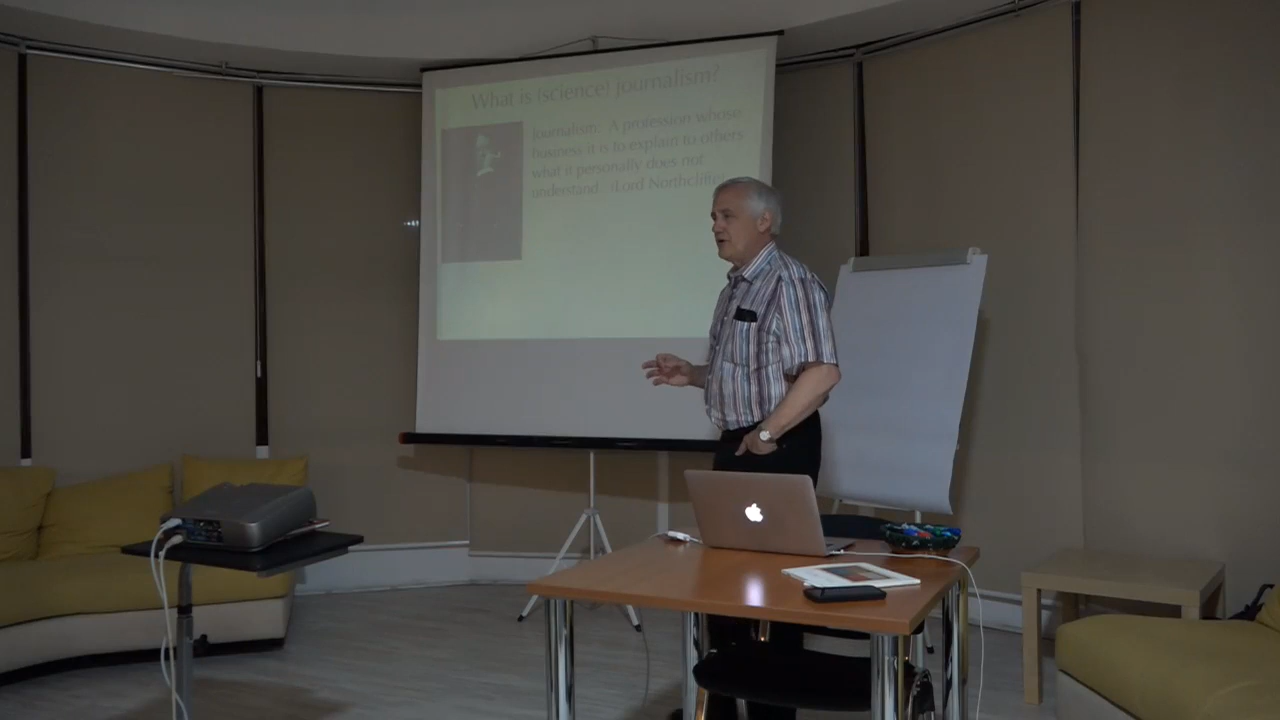 What is (science) journalism?
Journalism: A profession whose
business it is to explain to others
what it personally does not
understand. (Lord Northcliffe)